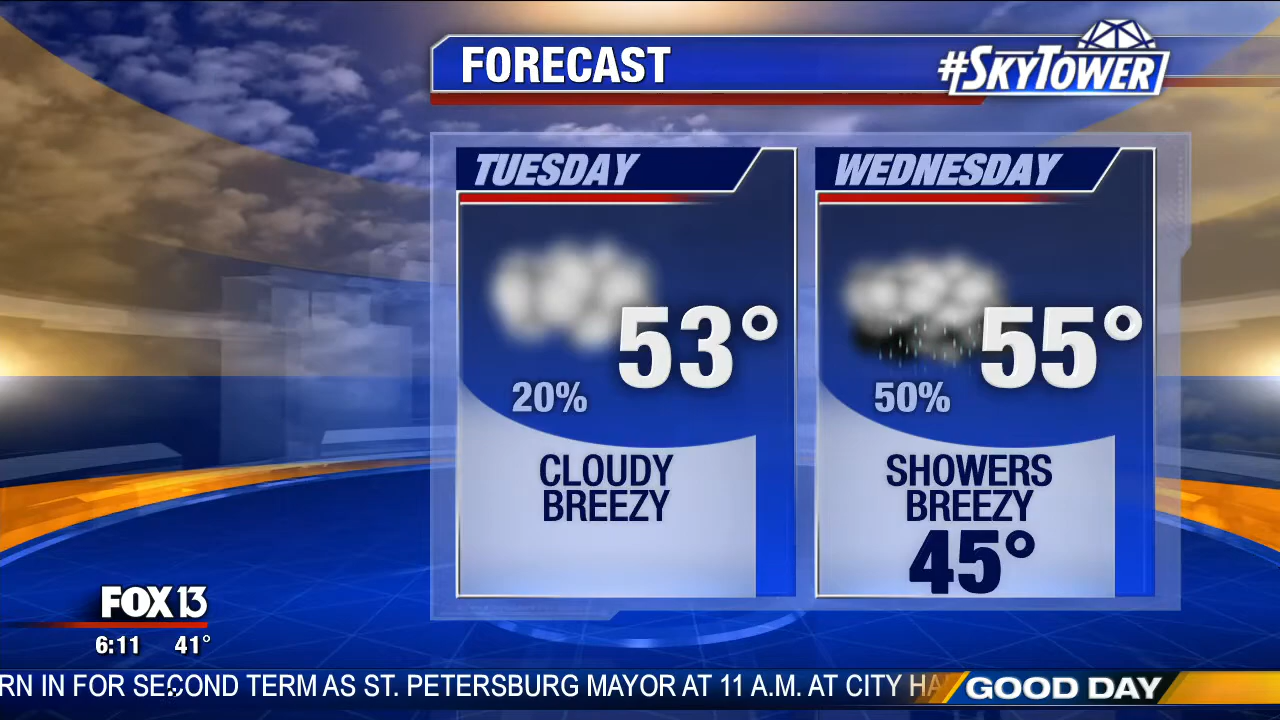 FORECAST
#SKYTOWER
TUESDAY
53°
20%
CLOUDY
BREEZY
WEDNESDAY
55°
50%
SHOWERS
BREEZY
45°
FOX 13
6:11 41°
RN IN FOR SECOND TERM AS ST. PETERSBURG MAYOR AT 11 A.M. AT CITY HA
GOOD DAY